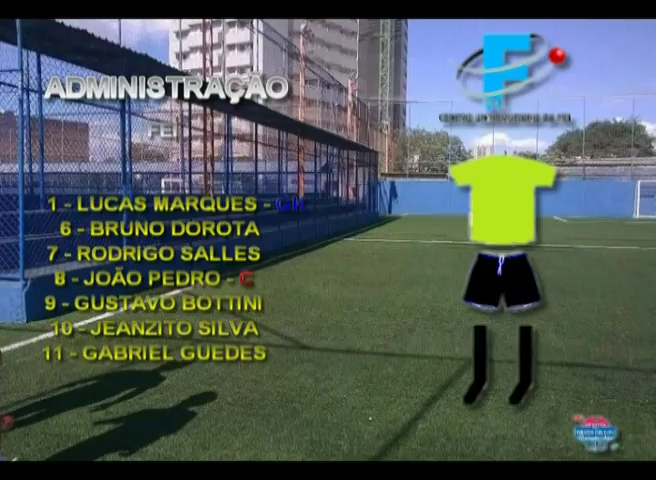 ADMINISTRAÇÃO
FEI
1 - LUCAS MARQUES - GK
6 - BRUNO DOROTA
7 - RODRIGO SALLES
8 - JOÃO PEDRO - C
9 - GUSTAVO BOTTINI
10 - JEANZITO SILVA
11 - GABRIEL GUEDES